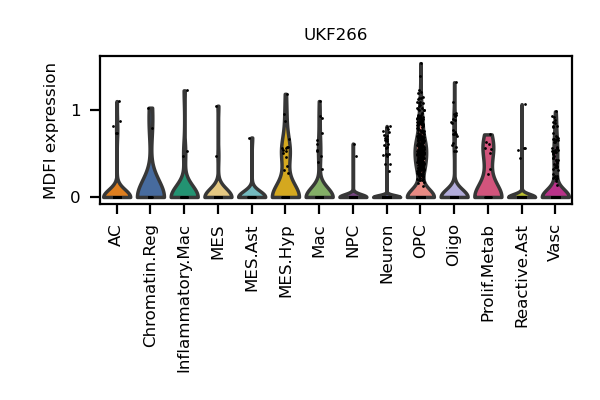 UKF266
MDFI expression
1
0
AC
Chromatin.Reg
Inflammatory.Mac
MES
MES.Ast
MES.Hyp
Mac
NPC
Neuron
OPC
Oligo
Prolif.Metab
Reactive.Ast
Vasc